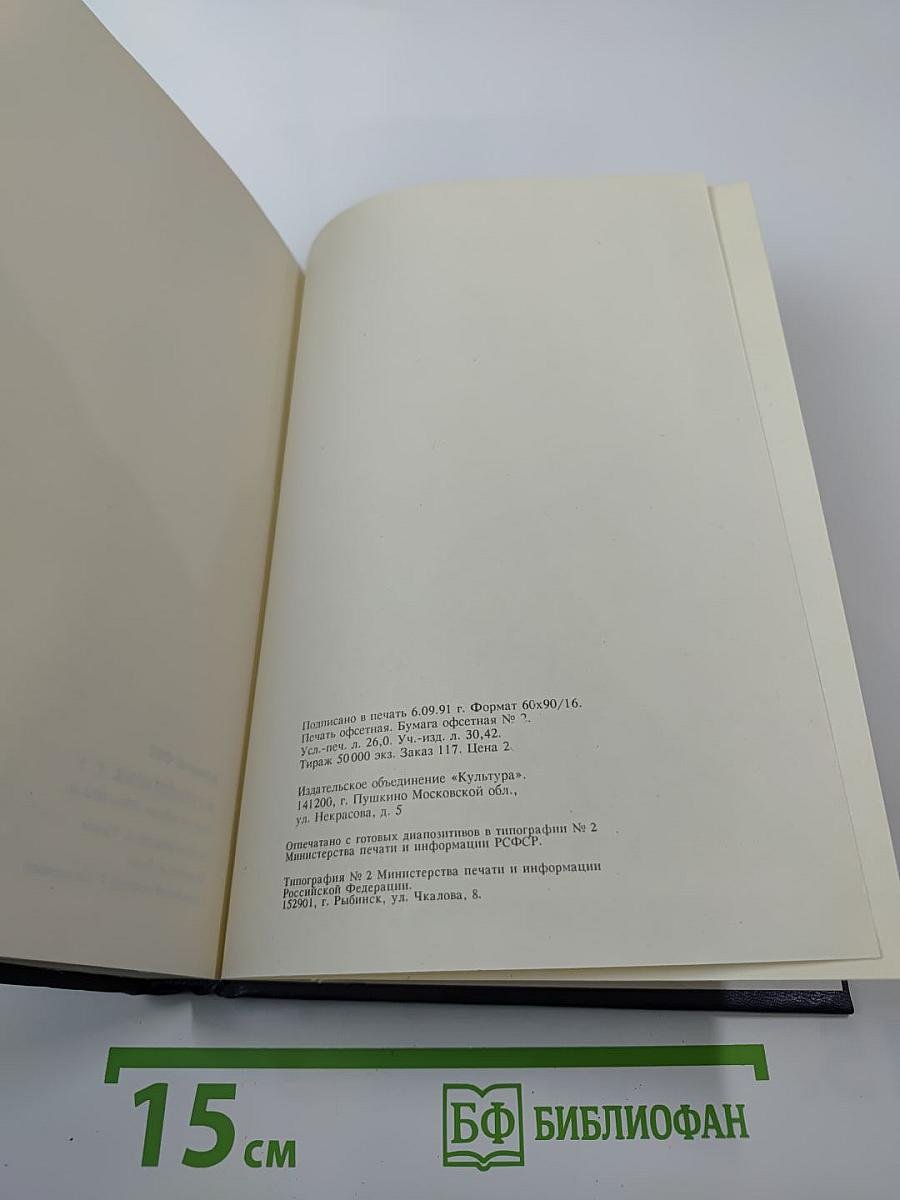 Подписано в печать 6.09.91 г. Формат 60х90/16.
Печать офсетная. Бумага офсетная № 2.
Усл.-печ. л. 26,0. Уч.-изд. л. 30,42.
Тираж 50 000 экз. Заказ 117. Цена 2
Издательское объединение «Культура».
141200, г. Пушкино Московской обл.,
ул. Некрасова, д. 5
Отпечатано с готовых диапозитивов в типографии № 2
Министерства печати и информации РСФСР.
Типография № 2 Министерства печати и информации
Российской Федерации.
152901, г. Рыбинск, ул. Чкалова, 8.
15 см
БФ БИБЛИОФАН